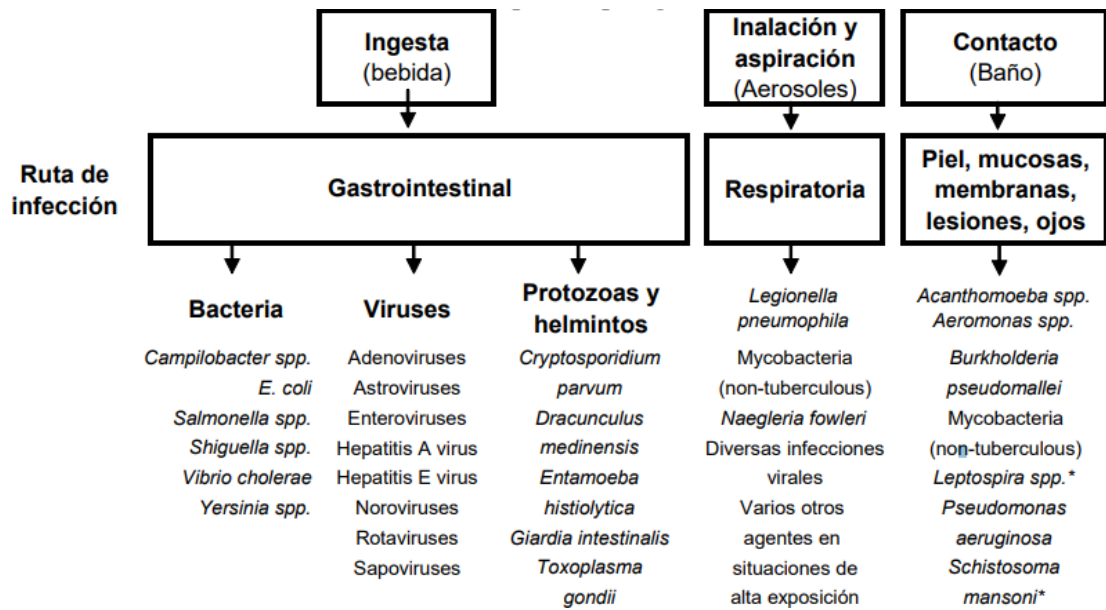 Ingesta
(bebida)
Inalación y
aspiración
(Aerosoles)
Contacto
(Baño)
Ruta de
infección
Gastrointestinal
Respiratoria
Piel, mucosas,
membranas,
lesiones, ojos
Bacteria
Campilobacter spp.
E. coli
Salmonella spp.
Shiguella spp.
Vibrio cholerae
Yersinia spp.
Viruses
Adenoviruses
Astroviruses
Enteroviruses
Hepatitis A virus
Hepatitis E virus
Noroviruses
Rotaviruses
Sapoviruses
Protozoas y
helmintos
Cryptosporidium
parvum
Dracunculus
medinensis
Entamoeba
histiolytica
Giardia intestinalis
Toxoplasma
gondii
Legionella
pneumophila
Mycobacteria
(non-tuberculous)
Naegleria fowleri
Diversas infecciones
virales
Varios otros
agentes en
situaciones de
alta exposición
Acanthomoeba spp.
Aeromonas spp.
Burkholderia
pseudomallei
Mycobacteria
(non-tuberculous)
Leptospira spp.*
Pseudomonas
aeruginosa
Schistosoma
mansoni*